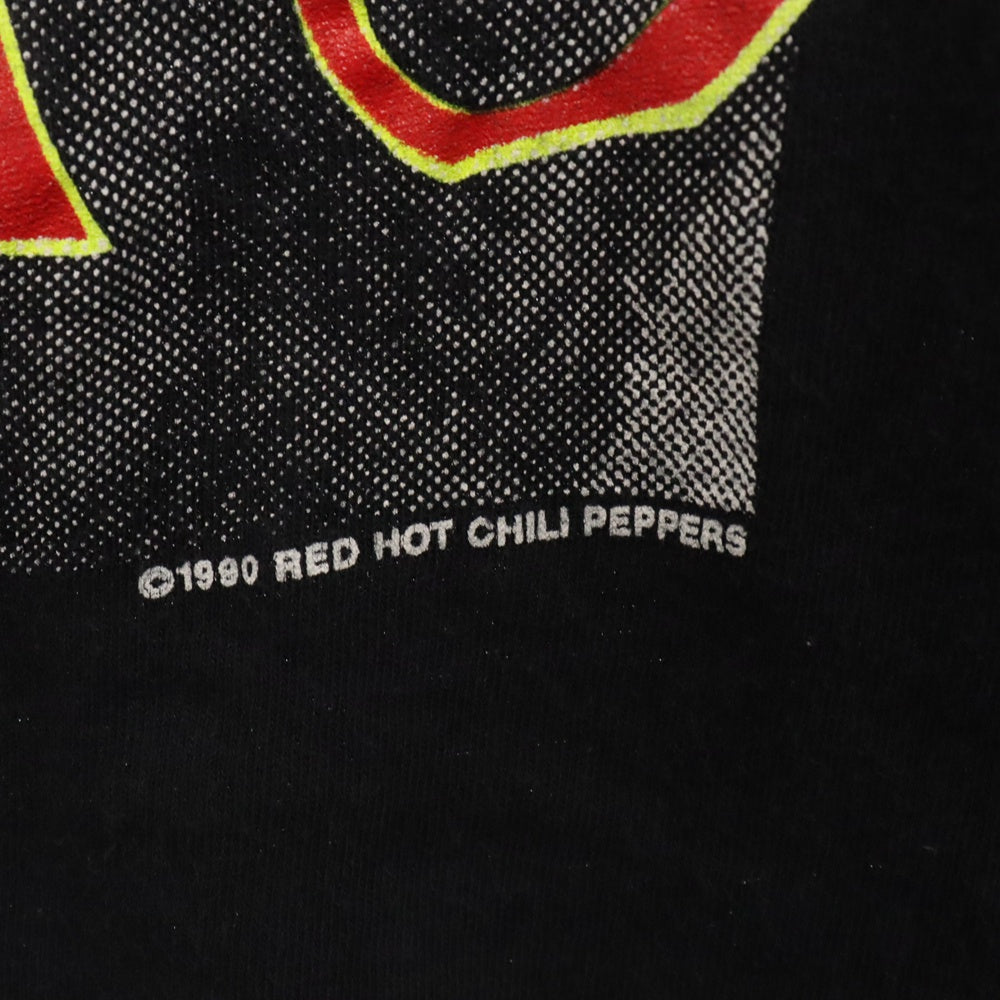 ©1990 RED HOT CHILI PEPPERS